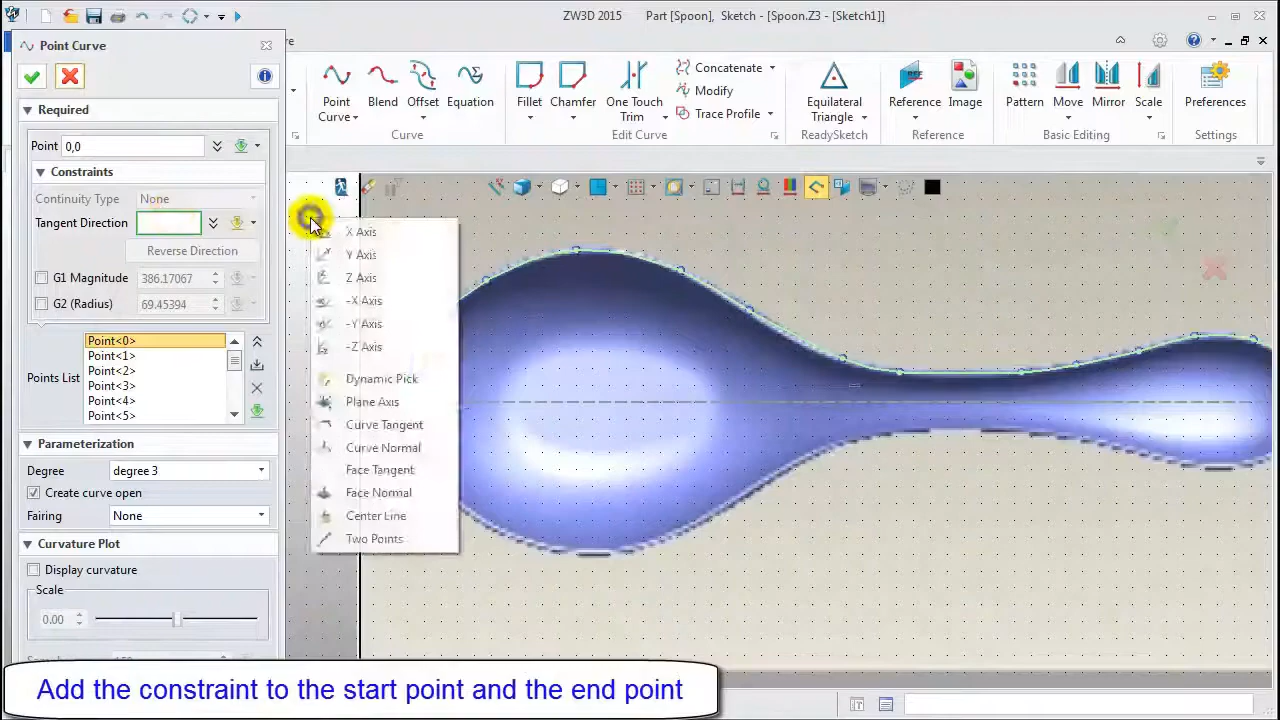 ZW3D 2015 Part [Spoon], Sketch - [Spoon.Z3 - [Sketch1]]
Point Curve
Required
Point 0,0
Constraints
Continuity Type None
Tangent Direction
Reverse Direction
G1 Magnitude 386.17067
G2 (Radius) 69.45394
Points List
Point<0>
Point<1>
Point<2>
Point<3>
Point<4>
Point<5>
Parameterization
Degree degree 3
Create curve open
Fairing None
Curvature Plot
Display curvature
Scale
0.00
Point Curve
Blend
Offset
Equation
Curve
Fillet
Chamfer
One Touch Trim
Concatenate
Modify
Trace Profile
Edit Curve
Equilateral Triangle
ReadySketch
Reference
Image
Reference
Pattern
Move
Mirror
Scale
Basic Editing
Preferences
Settings
X Axis
Y Axis
Z Axis
-X Axis
-Y Axis
-Z Axis
Dynamic Pick
Plane Axis
Curve Tangent
Curve Normal
Face Tangent
Face Normal
Center Line
Two Points
Add the constraint to the start point and the end point